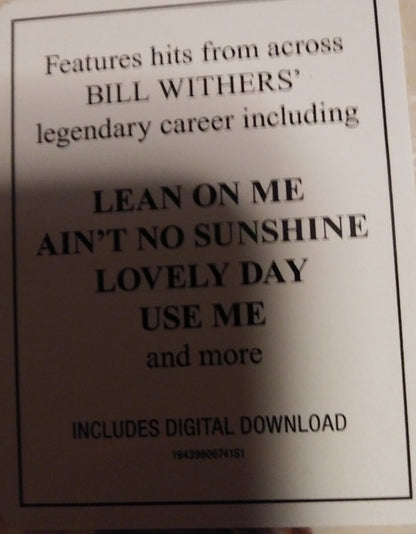 Features hits from across
BILL WITHERS'
legendary career including
LEAN ON ME
AIN'T NO SUNSHINE
LOVELY DAY
USE ME
and more
INCLUDES DIGITAL DOWNLOAD
19439806741S1